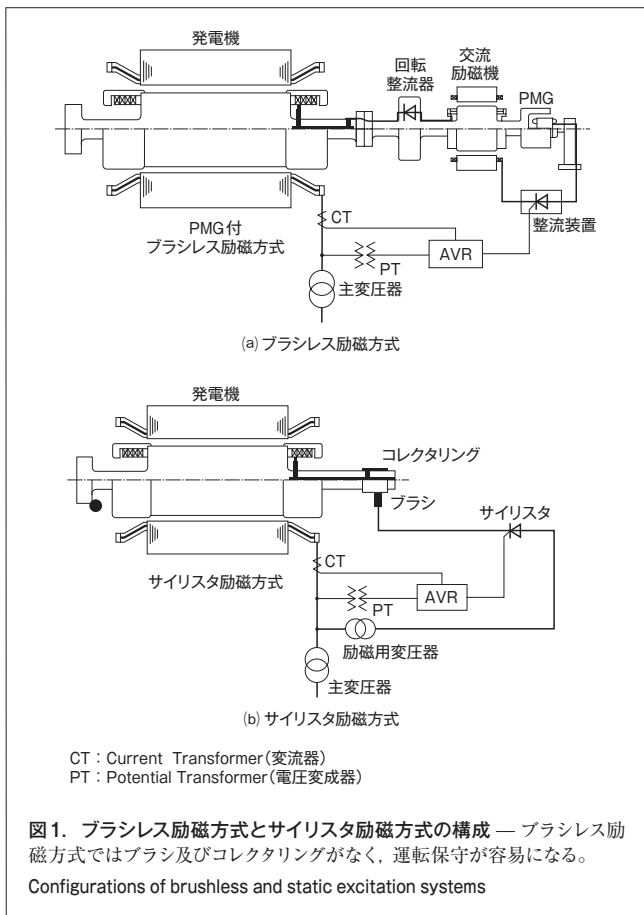 発電機
回転
整流器
交流
励磁機
PMG
PMG付
ブラシレス励磁方式
CT
PT
AVR
整流装置
主変圧器
(a) ブラシレス励磁方式
発電機
コレクタリング
ブラシ
サイリスタ
サイリスタ励磁方式
CT
PT
AVR
励磁用変圧器
主変圧器
(b) サイリスタ励磁方式
CT：Current Transformer（変流器）
PT：Potential Transformer（電圧変成器）
図1. ブラシレス励磁方式とサイリスタ励磁方式の構成 — ブラシレス励
磁方式ではブラシ及びコレクタリングがなく，運転保守が容易になる。
Configurations of brushless and static excitation systems